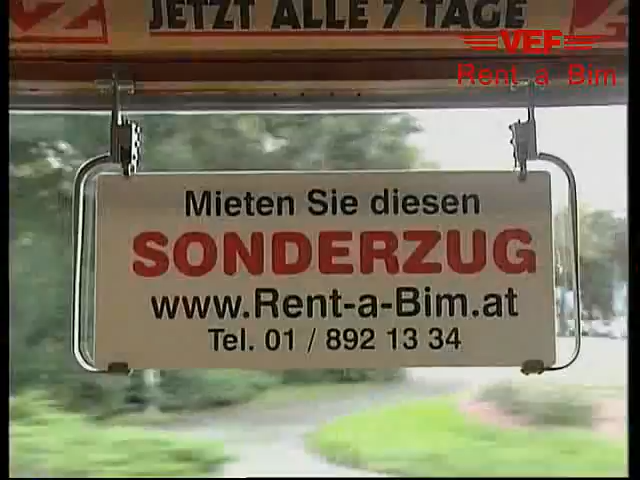 JETZT ALLE 7 TAGE
VEF
Rent a Bim
Mieten Sie diesen
SONDERZUG
www.Rent-a-Bim.at
Tel. 01 / 892 13 34